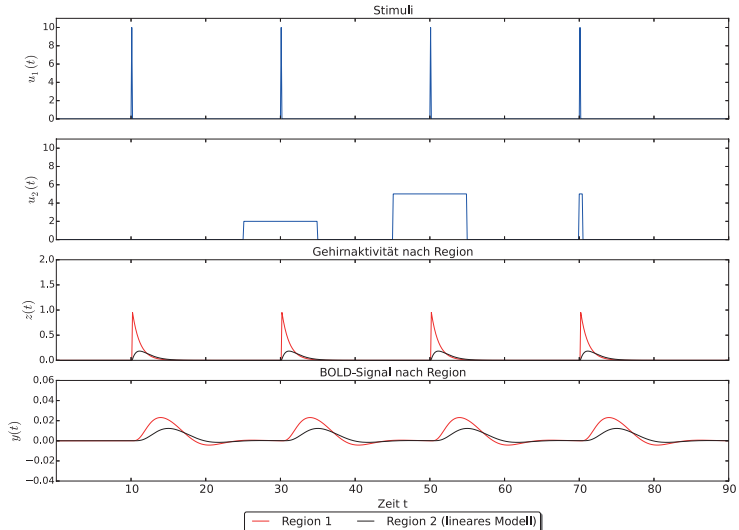 Stimuli
10
8
6
4
2
0
u₁(t)
10
8
6
4
2
0
u₂(t)
Gehirnaktivität nach Region
2.0
1.5
1.0
0.5
0.0
z(t)
BOLD-Signal nach Region
0.06
0.04
0.02
0.00
−0.02
−0.04
y(t)
10 20 30 40 50 60 70 80 90
Zeit t
Region 1 Region 2 (lineares Modell)